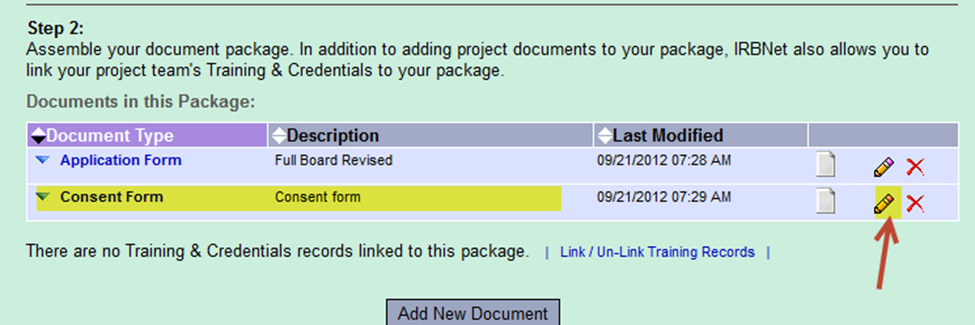 Step 2:
Assemble your document package. In addition to adding project documents to your package, IRBNet also allows you to
link your project team's Training & Credentials to your package.
Documents in this Package:
Document Type Description Last Modified
Application Form Full Board Revised 09/21/2012 07:28 AM
Consent Form Consent form 09/21/2012 07:29 AM
There are no Training & Credentials records linked to this package. | Link / Un-Link Training Records |
Add New Document